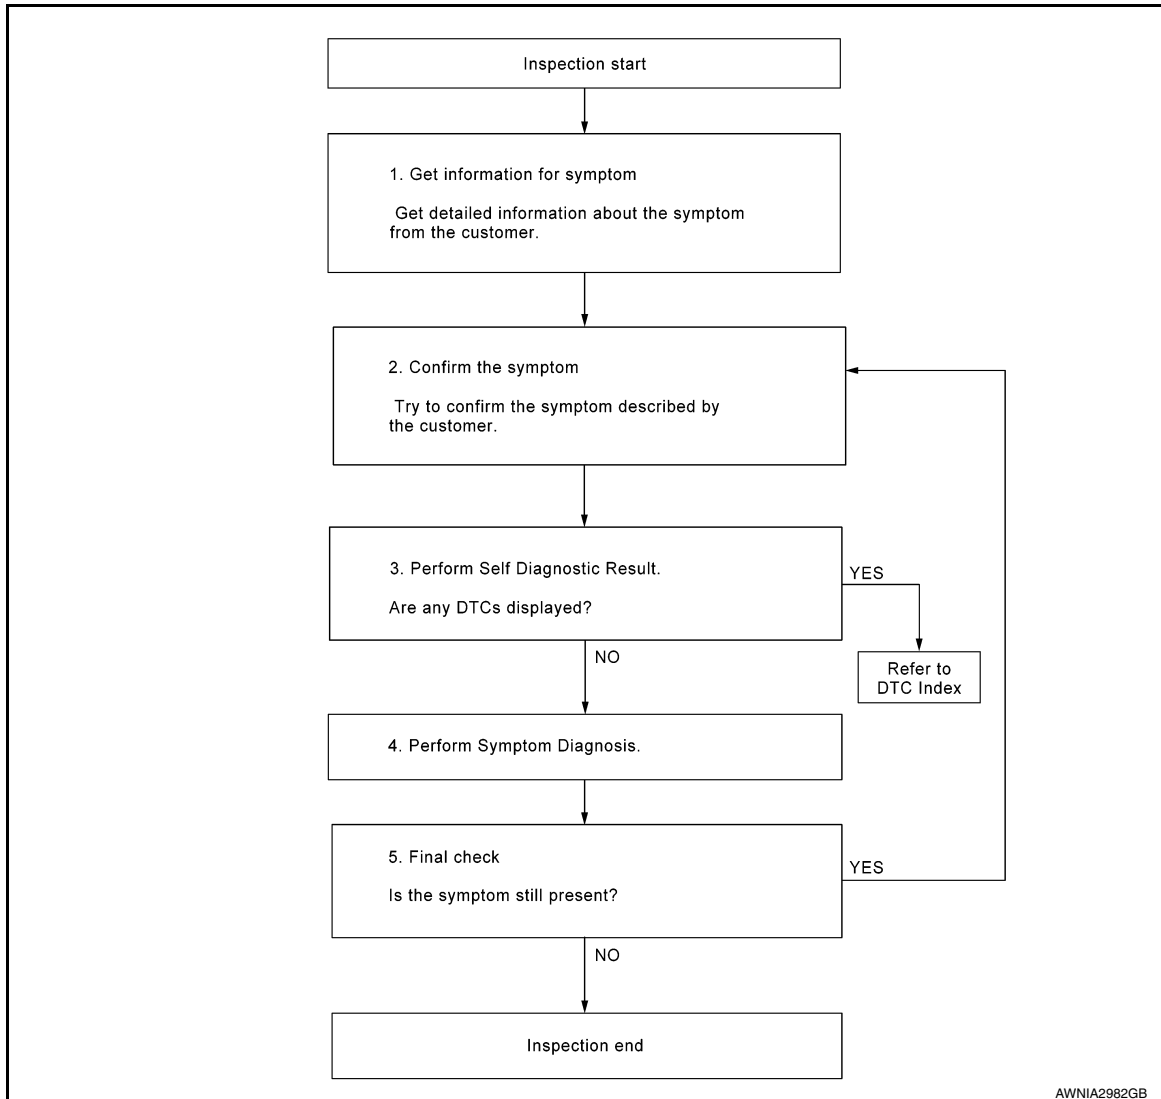 Inspection start
1. Get information for symptom
Get detailed information about the symptom
from the customer.
2. Confirm the symptom
Try to confirm the symptom described by
the customer.
3. Perform Self Diagnostic Result.
Are any DTCs displayed?
YES
Refer to
DTC Index
NO
4. Perform Symptom Diagnosis.
5. Final check
Is the symptom still present?
YES
NO
Inspection end
AWNIA2982GB